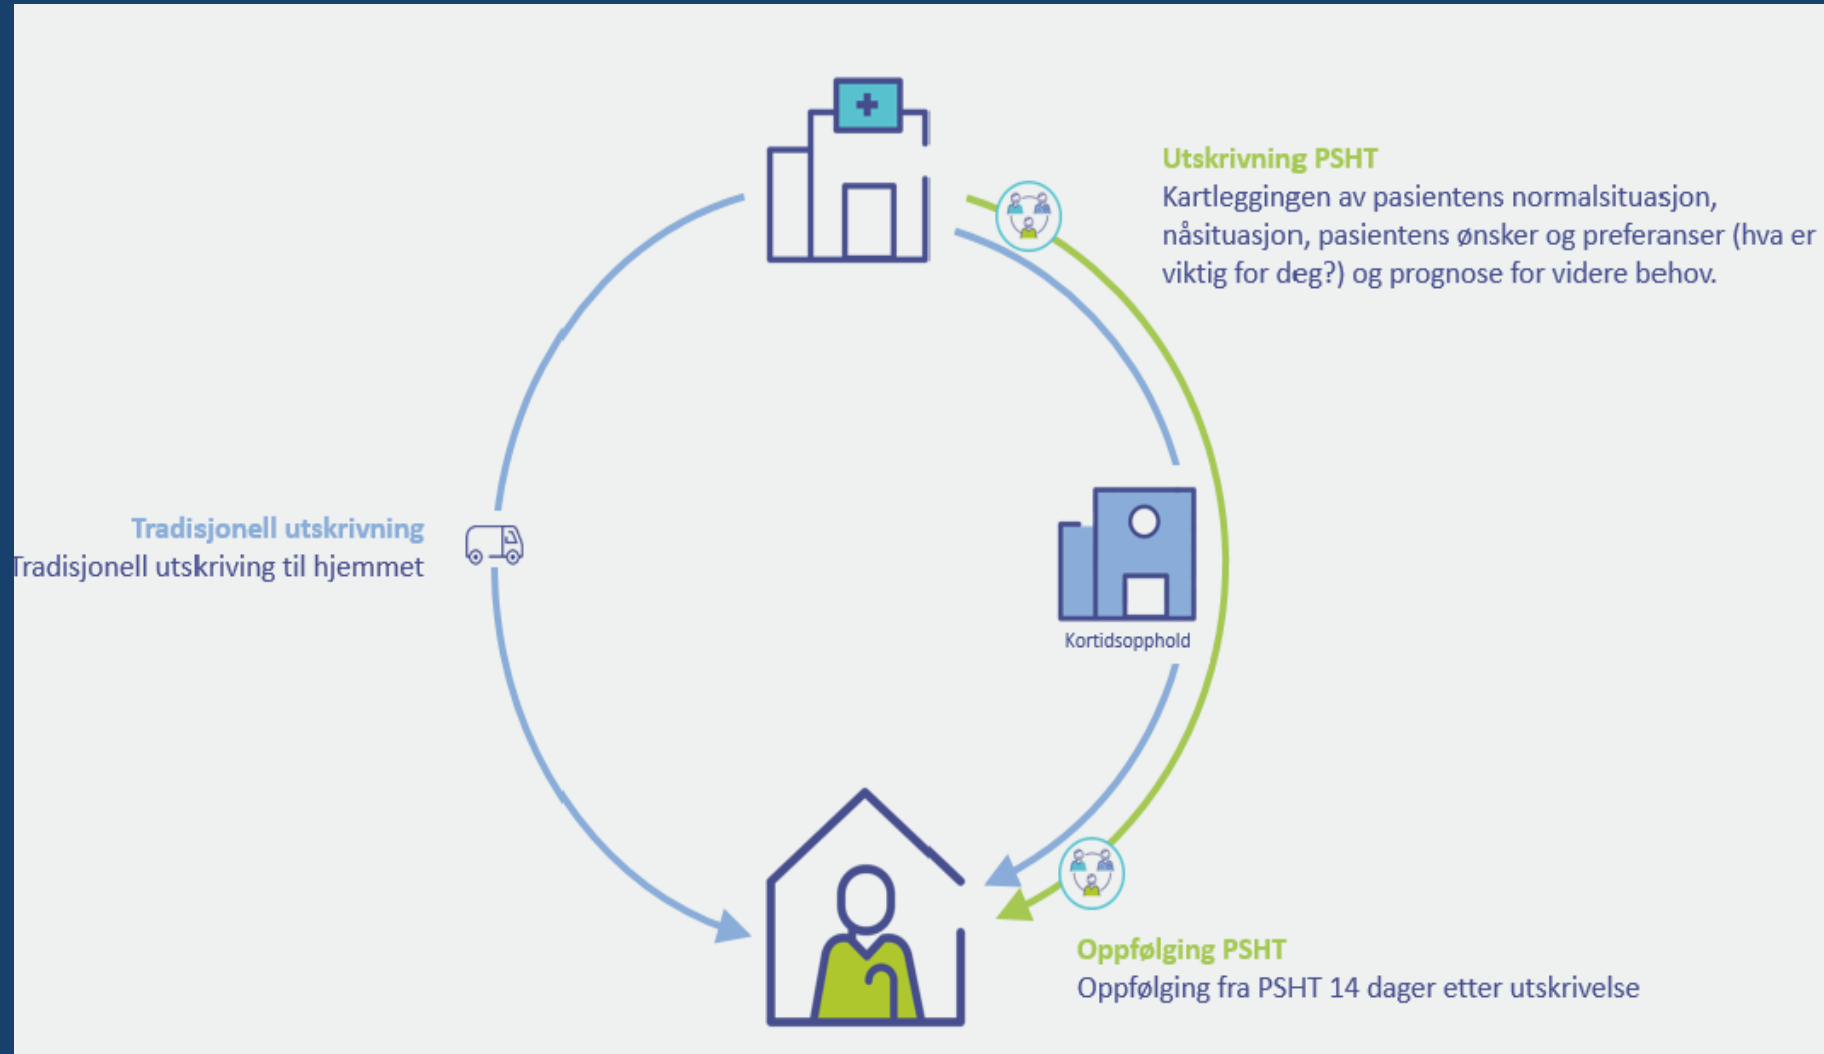 Utskrivning PSHT
Kartleggingen av pasientens normalsituasjon,
nåsituasjon, pasientens ønsker og preferanser (hva er
viktig for deg?) og prognose for videre behov.
Tradisjonell utskrivning
Tradisjonell utskriving til hjemmet
Kortidsopphold
Oppfølging PSHT
Oppfølging fra PSHT 14 dager etter utskrivelse